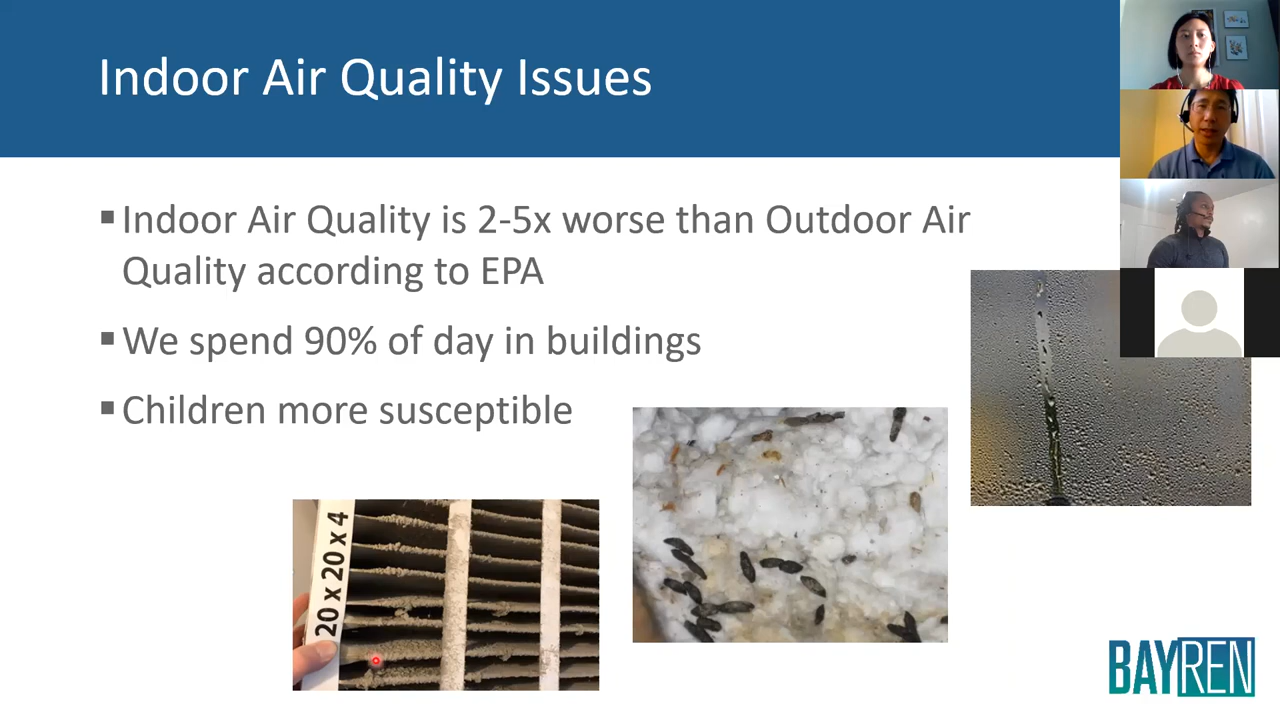 Indoor Air Quality Issues
▪Indoor Air Quality is 2-5x worse than Outdoor Air
Quality according to EPA
▪We spend 90% of day in buildings
▪Children more susceptible
20 x 20 x 4
BAYREN